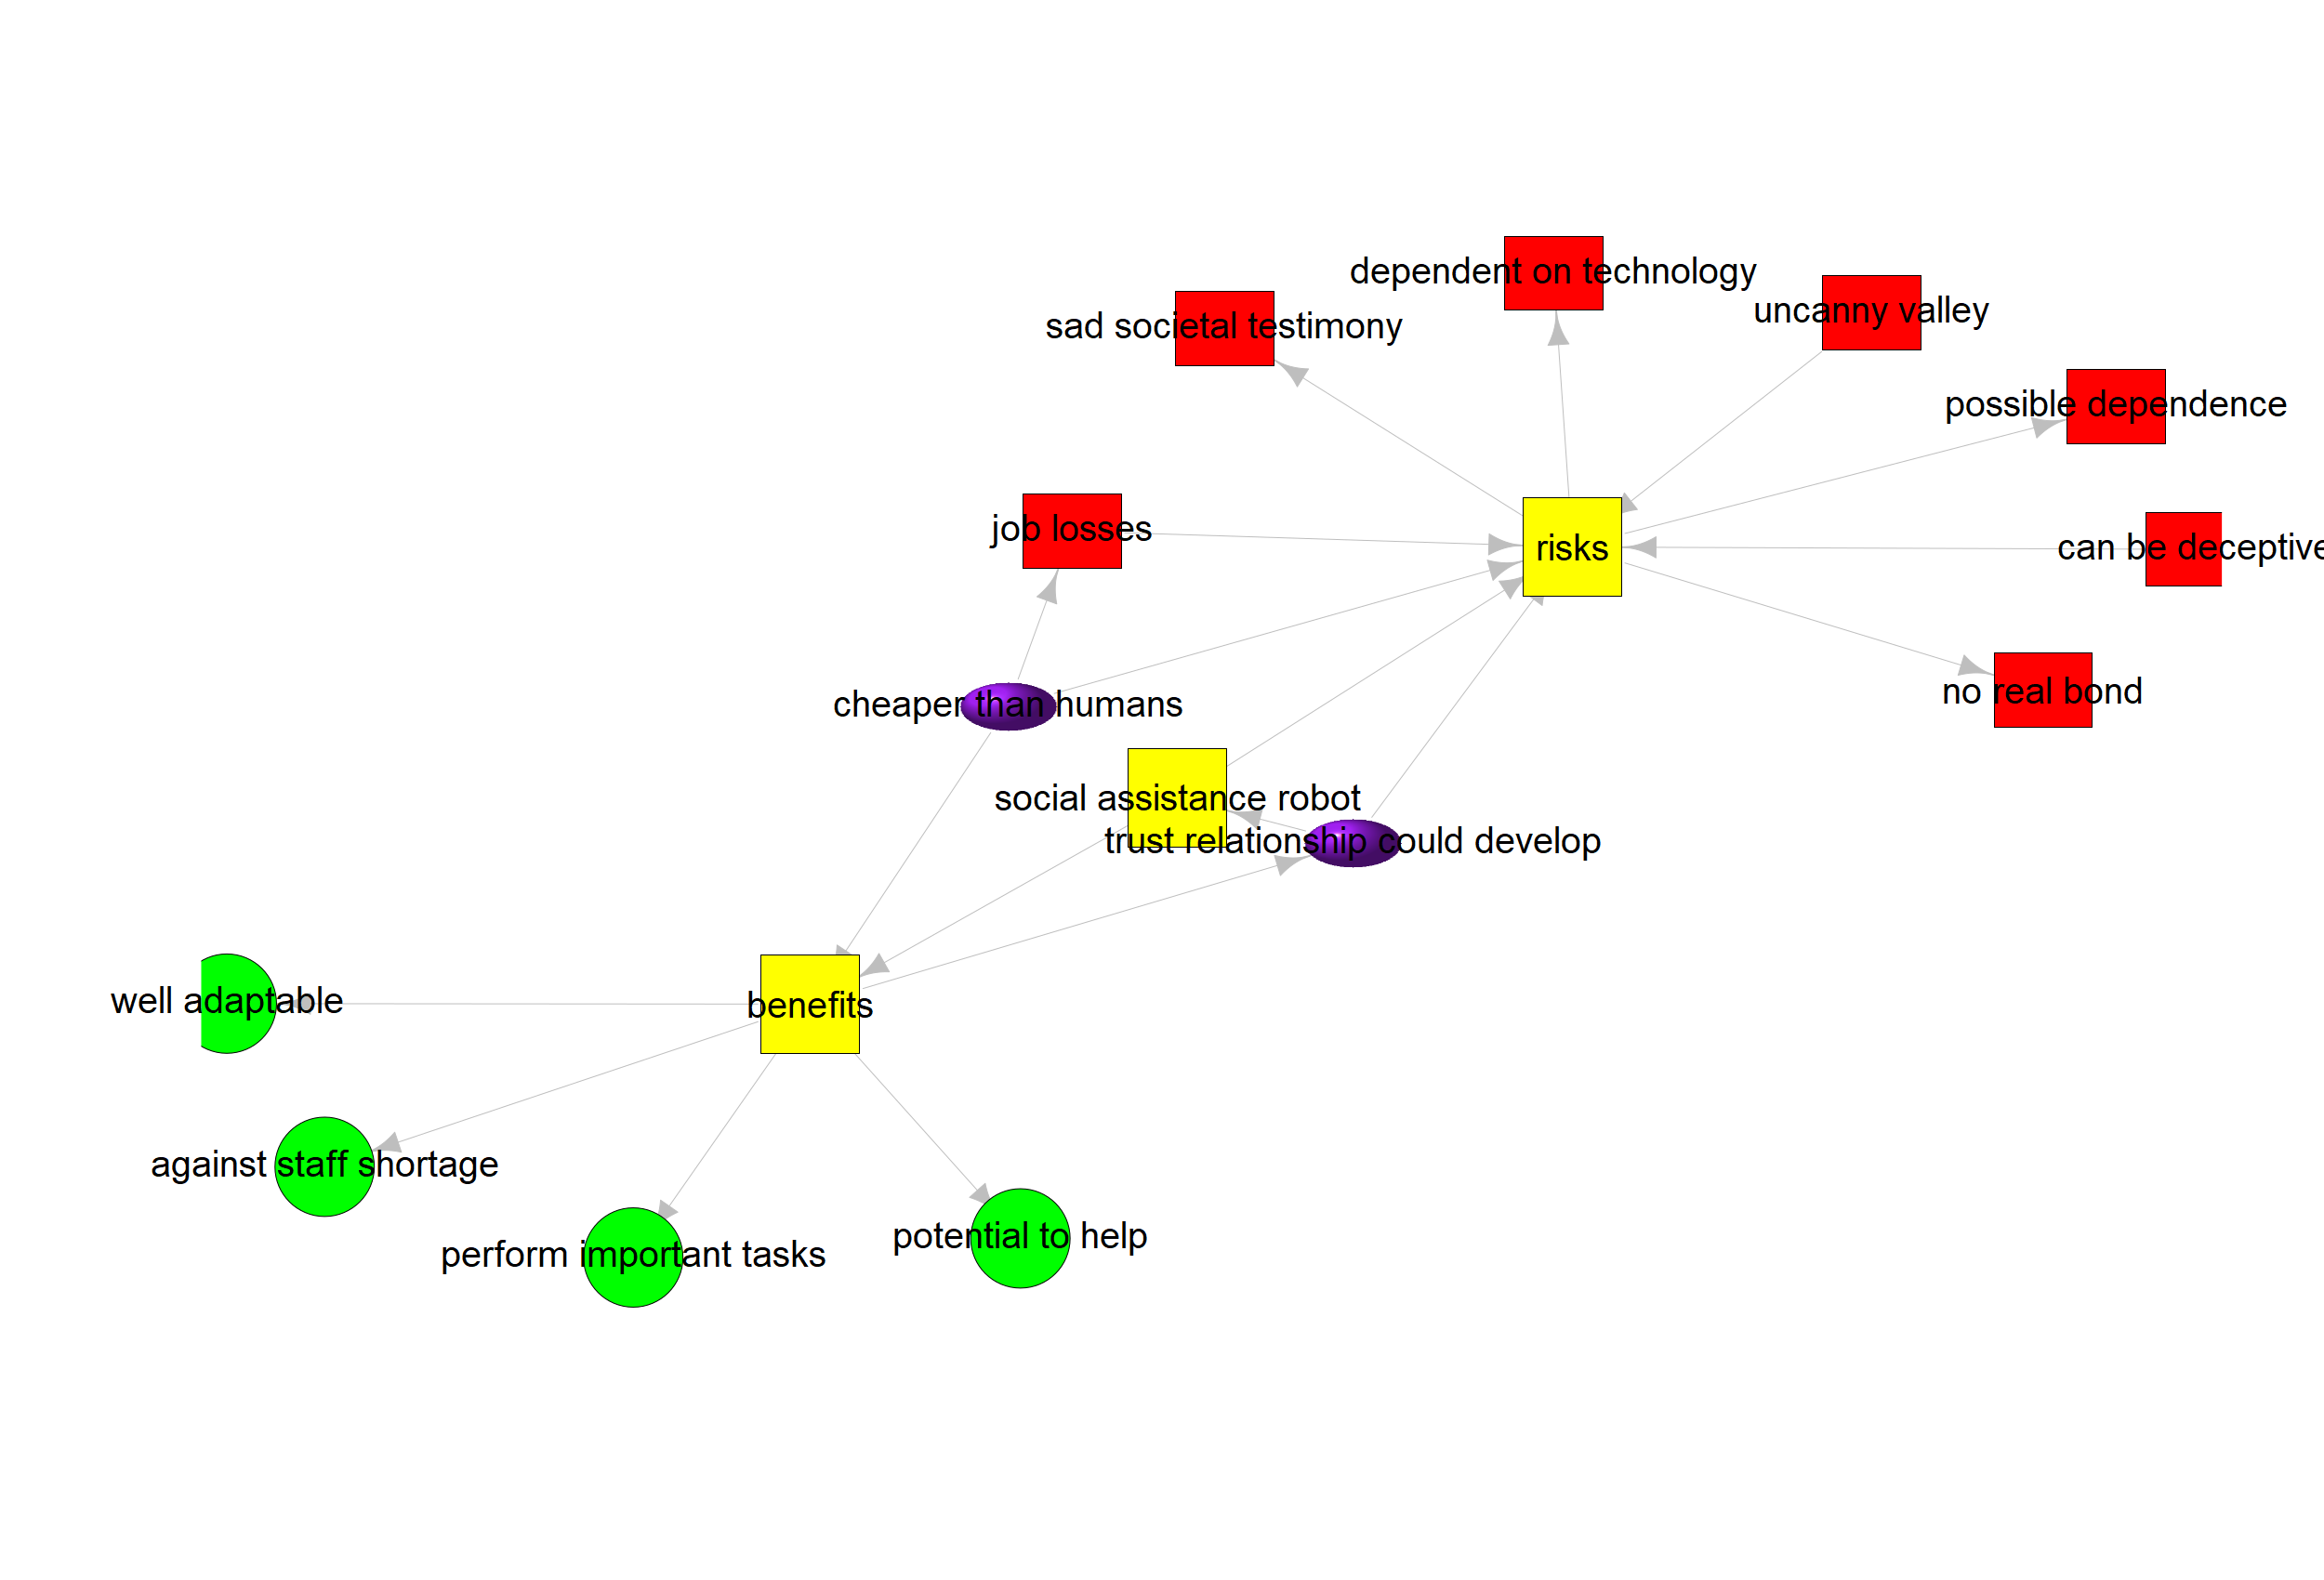 dependent on technology
uncanny valley
sad societal testimony
possible dependence
job losses
risks
can be deceptive
no real bond
cheaper than humans
social assistance robot
trust relationship could develop
well adaptable
benefits
against staff shortage
perform important tasks
potential to help